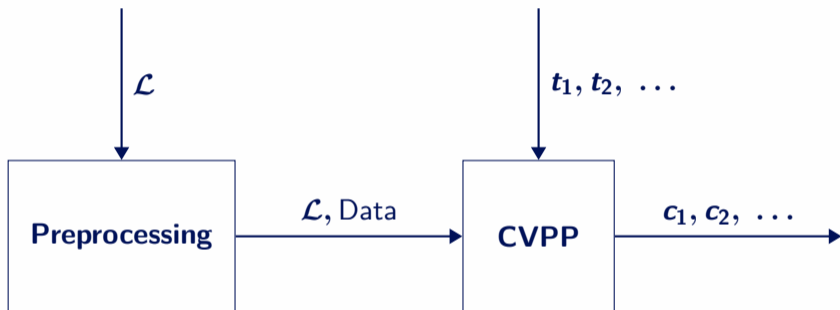 𝓛
t₁, t₂, ...
Preprocessing
𝓛, Data
CVPP
c₁, c₂, ...